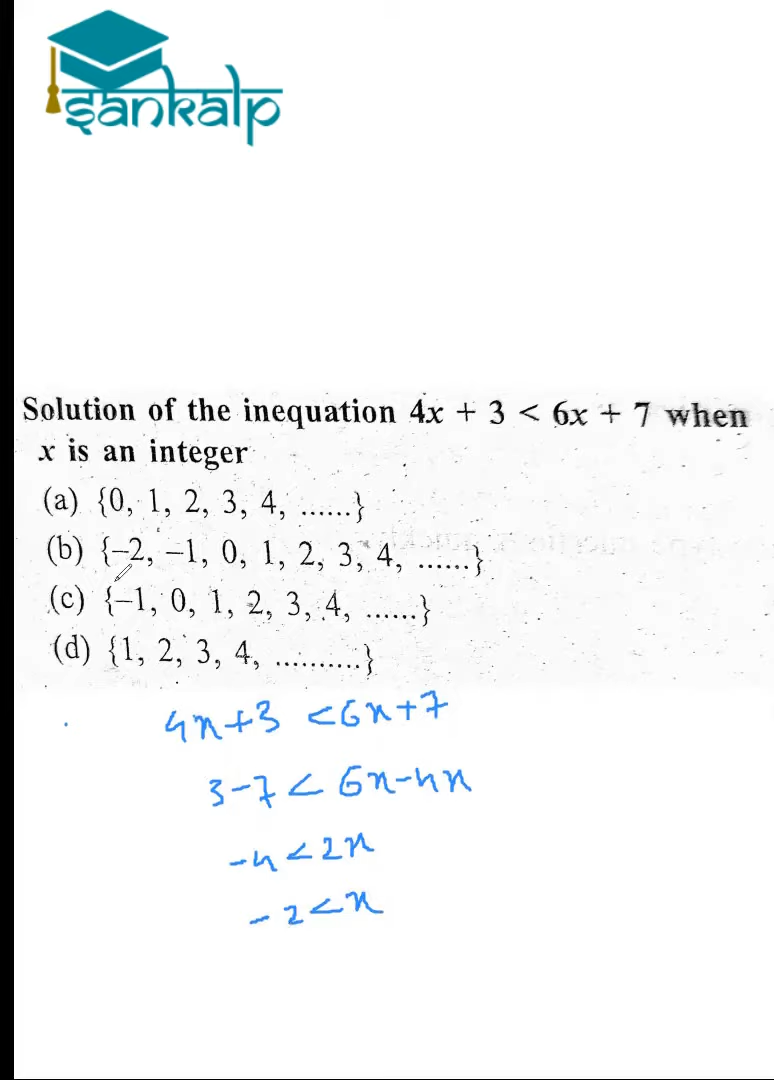 sankalp
Solution of the inequation 4x + 3 < 6x + 7 when
x is an integer
(a) {0, 1, 2, 3, 4, ......}
(b) {–2, –1, 0, 1, 2, 3, 4, ......}
(c) {–1, 0, 1, 2, 3, 4, ......}
(d) {1, 2, 3, 4, ..........}
4x+3 <6x+7
3-7 < 6x-4x
-4 < 2x
-2 < x